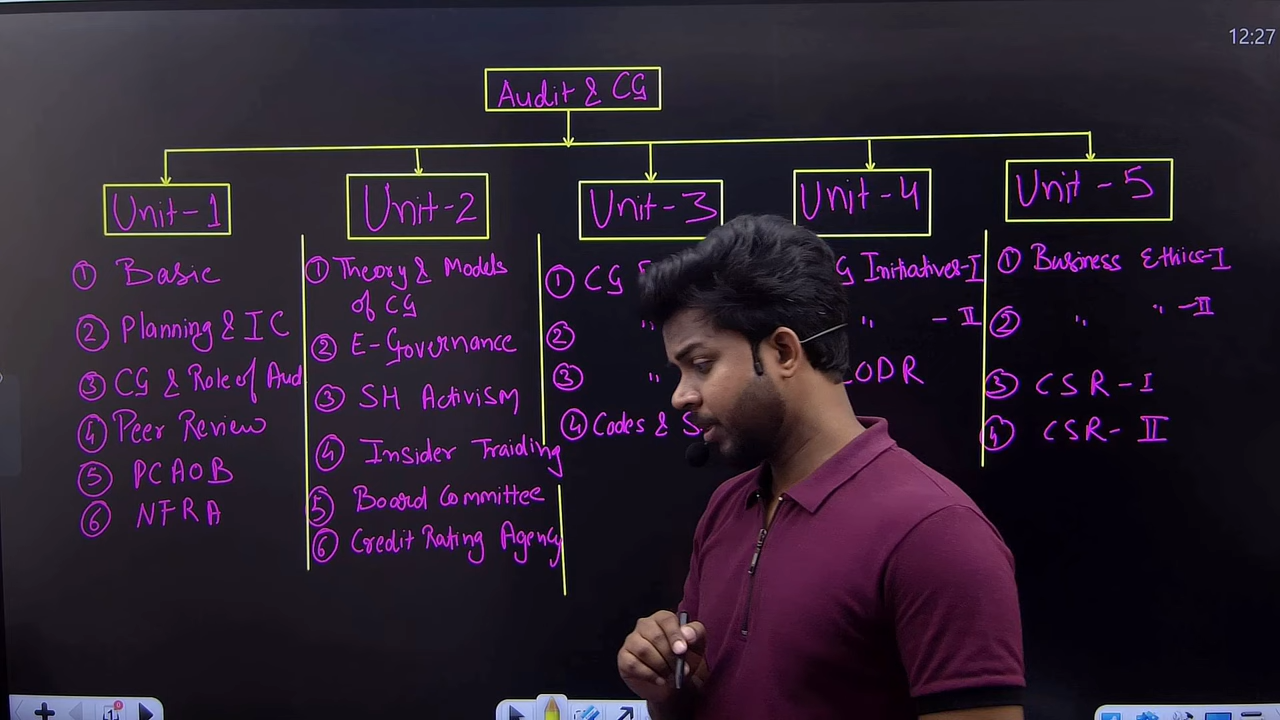 12:27
Audit & CG
Unit-1
① Basic
② Planning & IC
③ CG & Role of Aud
④ Peer Review
⑤ PCAOB
⑥ NFRA
Unit-2
① Theory & Models
of CG
② E-Governance
③ SH Activism
④ Insider Traiding
⑤ Board Committee
⑥ Credit Rating Agency
Unit-3
① CG
② "
③ "
④ Codes & S
Unit-4
G Initiatives-I
" -II
LODR
Unit-5
① Business Ethics-I
② " " -II
③ CSR-I
④ CSR-II